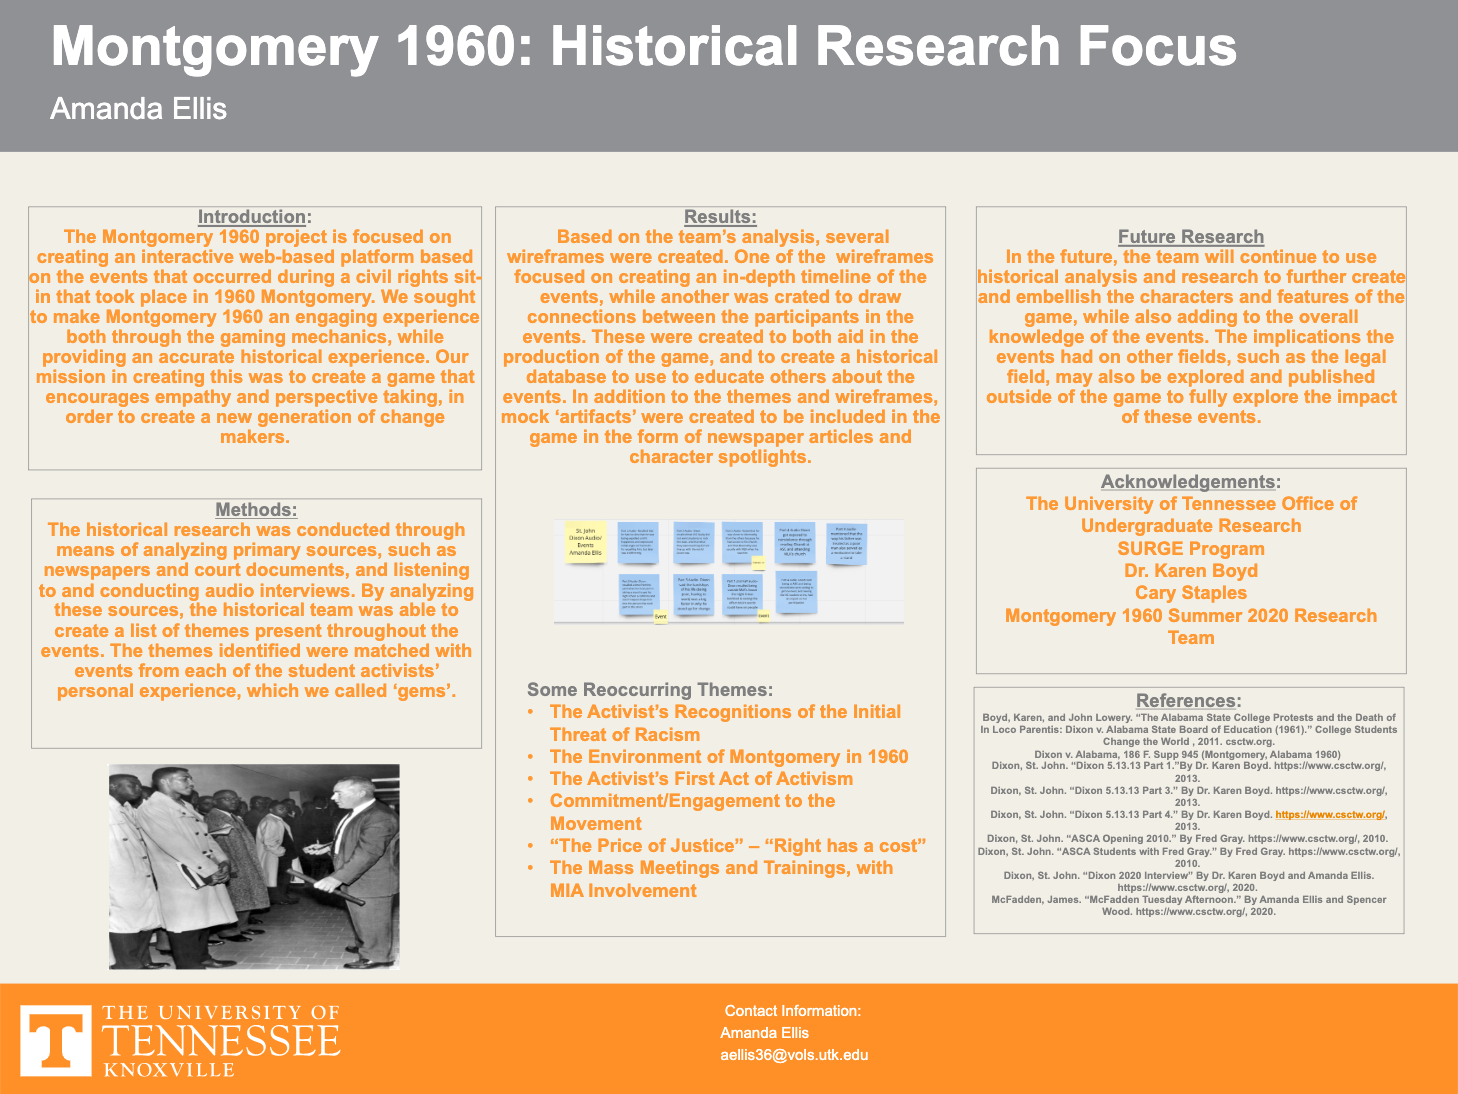 Montgomery 1960: Historical Research Focus
Amanda Ellis
Introduction:
The Montgomery 1960 project is focused on
creating an interactive web-based platform based
on the events that occurred during a civil rights sit-
in that took place in 1960 Montgomery. We sought
to make Montgomery 1960 an engaging experience
both through the gaming mechanics, while
providing an accurate historical experience. Our
mission in creating this was to create a game that
encourages empathy and perspective taking, in
order to create a new generation of change
makers.
Methods:
The historical research was conducted through
means of analyzing primary sources, such as
newspapers and court documents, and listening
to and conducting audio interviews. By analyzing
these sources, the historical team was able to
create a list of themes present throughout the
events. The themes identified were matched with
events from each of the student activists’
personal experience, which we called ‘gems’.
Results:
Based on the team’s analysis, several
wireframes were created. One of the  wireframes
focused on creating an in-depth timeline of the
events, while another was crated to draw
connections between the participants in the
events. These were created to both aid in the
production of the game, and to create a historical
database to use to educate others about the
events. In addition to the themes and wireframes,
mock ‘artifacts’ were created to be included in the
game in the form of newspaper articles and
character spotlights.
St. John
Dixon Audio/
Events
Amanda Ellis
Event
Some Reoccurring Themes:
• The Activist’s Recognitions of the Initial
Threat of Racism
• The Environment of Montgomery in 1960
• The Activist’s First Act of Activism
• Commitment/Engagement to the
Movement
• “The Price of Justice” – “Right has a cost”
• The Mass Meetings and Trainings, with
MIA Involvement
Future Research
In the future, the team will continue to use
historical analysis and research to further create
and embellish the characters and features of the
game, while also adding to the overall
knowledge of the events. The implications the
events had on other fields, such as the legal
field, may also be explored and published
outside of the game to fully explore the impact
of these events.
Acknowledgements:
The University of Tennessee Office of
Undergraduate Research
SURGE Program
Dr. Karen Boyd
Cary Staples
Montgomery 1960 Summer 2020 Research
Team
References:
Boyd, Karen, and John Lowery. “The Alabama State College Protests and the Death of
In Loco Parentis: Dixon v. Alabama State Board of Education (1961).” College Students
Change the World , 2011. csctw.org.
Dixon v. Alabama, 186 F. Supp 945 (Montgomery, Alabama 1960)
Dixon, St. John. “Dixon 5.13.13 Part 1.”By Dr. Karen Boyd. https://www.csctw.org/,
2013.
Dixon, St. John. “Dixon 5.13.13 Part 3.” By Dr. Karen Boyd. https://www.csctw.org/,
2013.
Dixon, St. John. “Dixon 5.13.13 Part 4.” By Dr. Karen Boyd. https://www.csctw.org/,
2013.
Dixon, St. John. “ASCA Opening 2010.” By Fred Gray. https://www.csctw.org/, 2010.
Dixon, St. John. “ASCA Students with Fred Gray.” By Fred Gray. https://www.csctw.org/,
2010.
Dixon, St. John. “Dixon 2020 Interview” By Dr. Karen Boyd and Amanda Ellis.
https://www.csctw.org/, 2020.
McFadden, James. “McFadden Tuesday Afternoon.” By Amanda Ellis and Spencer
Wood. https://www.csctw.org/, 2020.
T
THE UNIVERSITY OF
TENNESSEE
KNOXVILLE
Contact Information:
Amanda Ellis
aellis36@vols.utk.edu